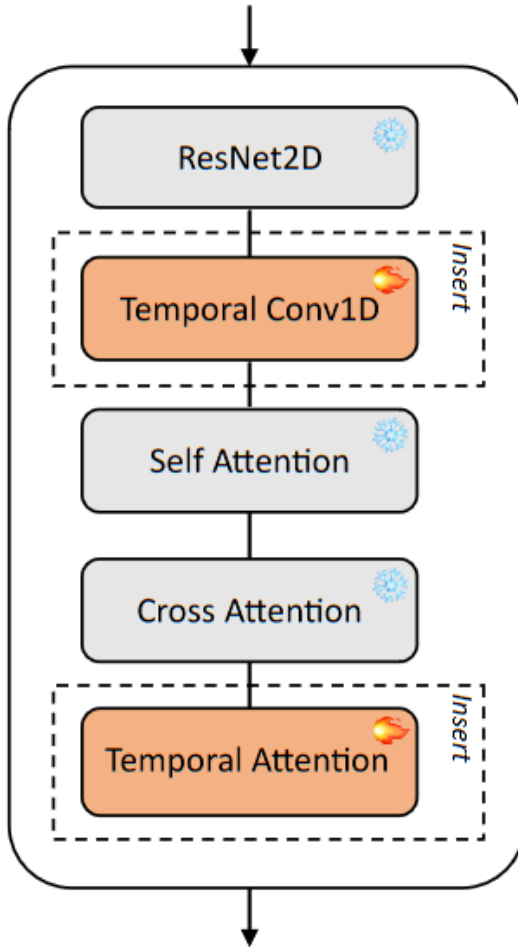 ResNet2D
Insert
Temporal Conv1D
Self Attention
Cross Attention
Insert
Temporal Attention